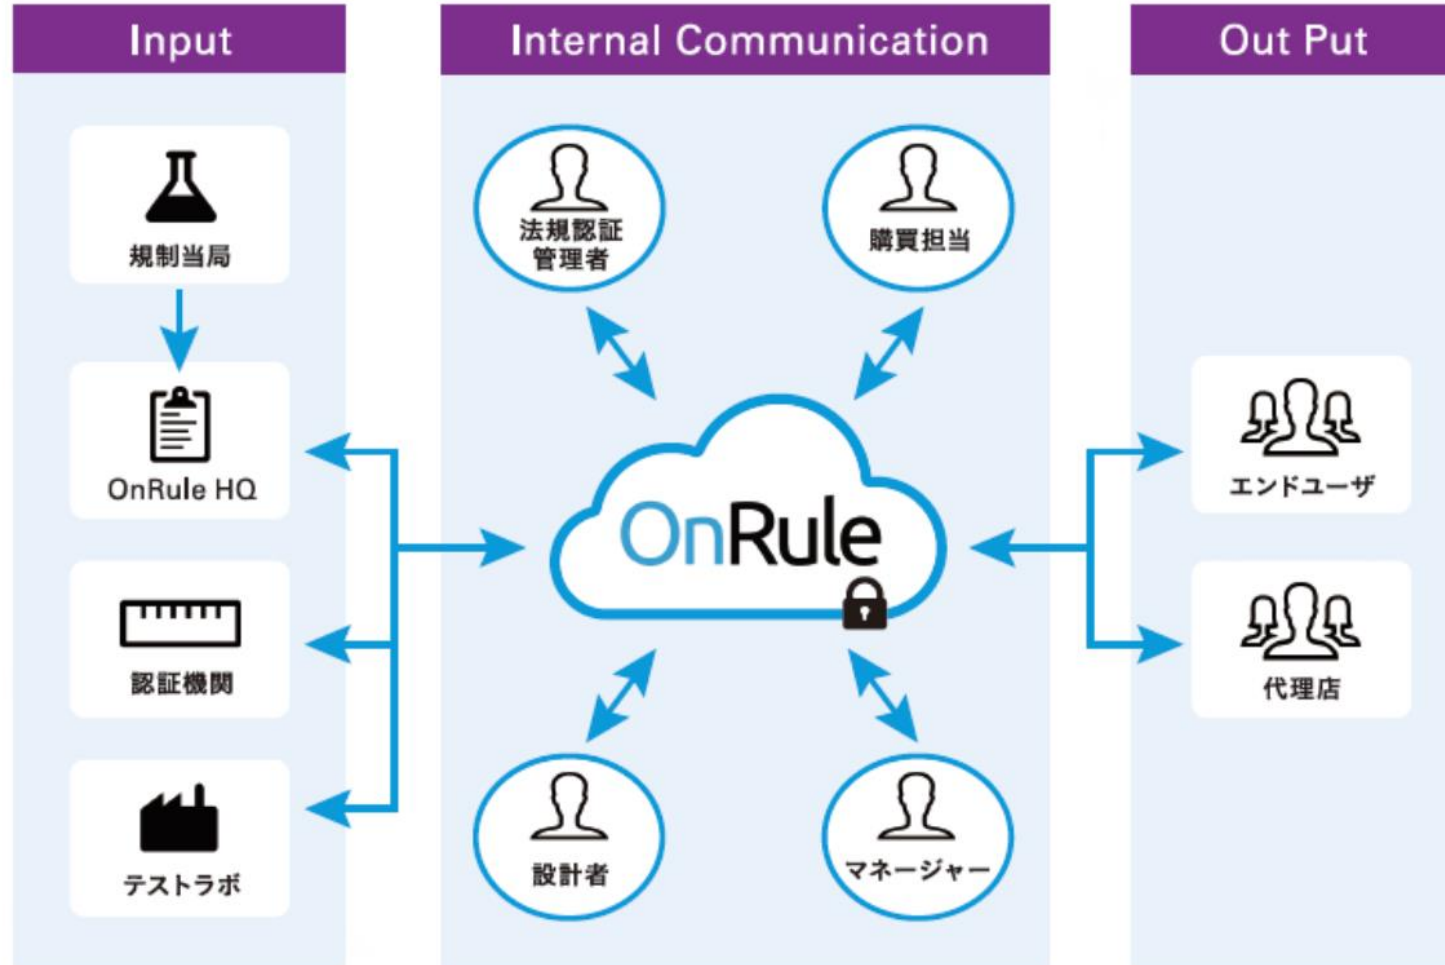 Input
規制当局
OnRule HQ
認証機関
テストラボ
Internal Communication
法規認証
管理者
購買担当
OnRule
設計者
マネージャー
Out Put
エンドユーザ
代理店